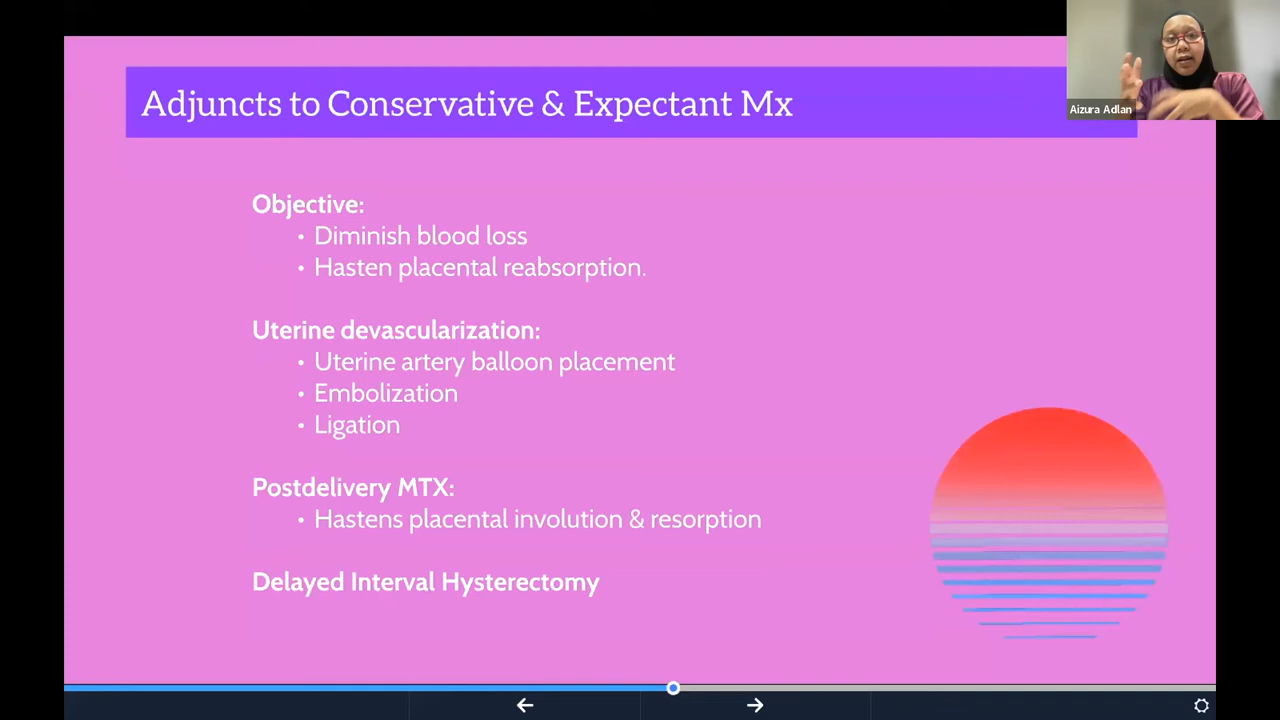 Adjuncts to Conservative & Expectant Mx
Aizura Adlan
Objective:
• Diminish blood loss
• Hasten placental reabsorption.
Uterine devascularization:
• Uterine artery balloon placement
• Embolization
• Ligation
Postdelivery MTX:
• Hastens placental involution & resorption
Delayed Interval Hysterectomy